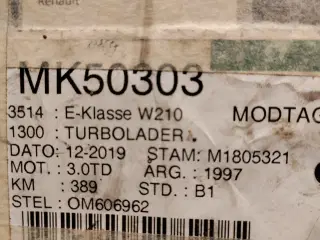 Renault
MK50303
3514 : E-Klasse W210 MODTAG
1300 : TURBOLADER
DATO: 12-2019 STAM: M1805321
MOT. : 3.0TD ÅRG. : 1997
KM : 389 STD. : B1
STEL : OM606962